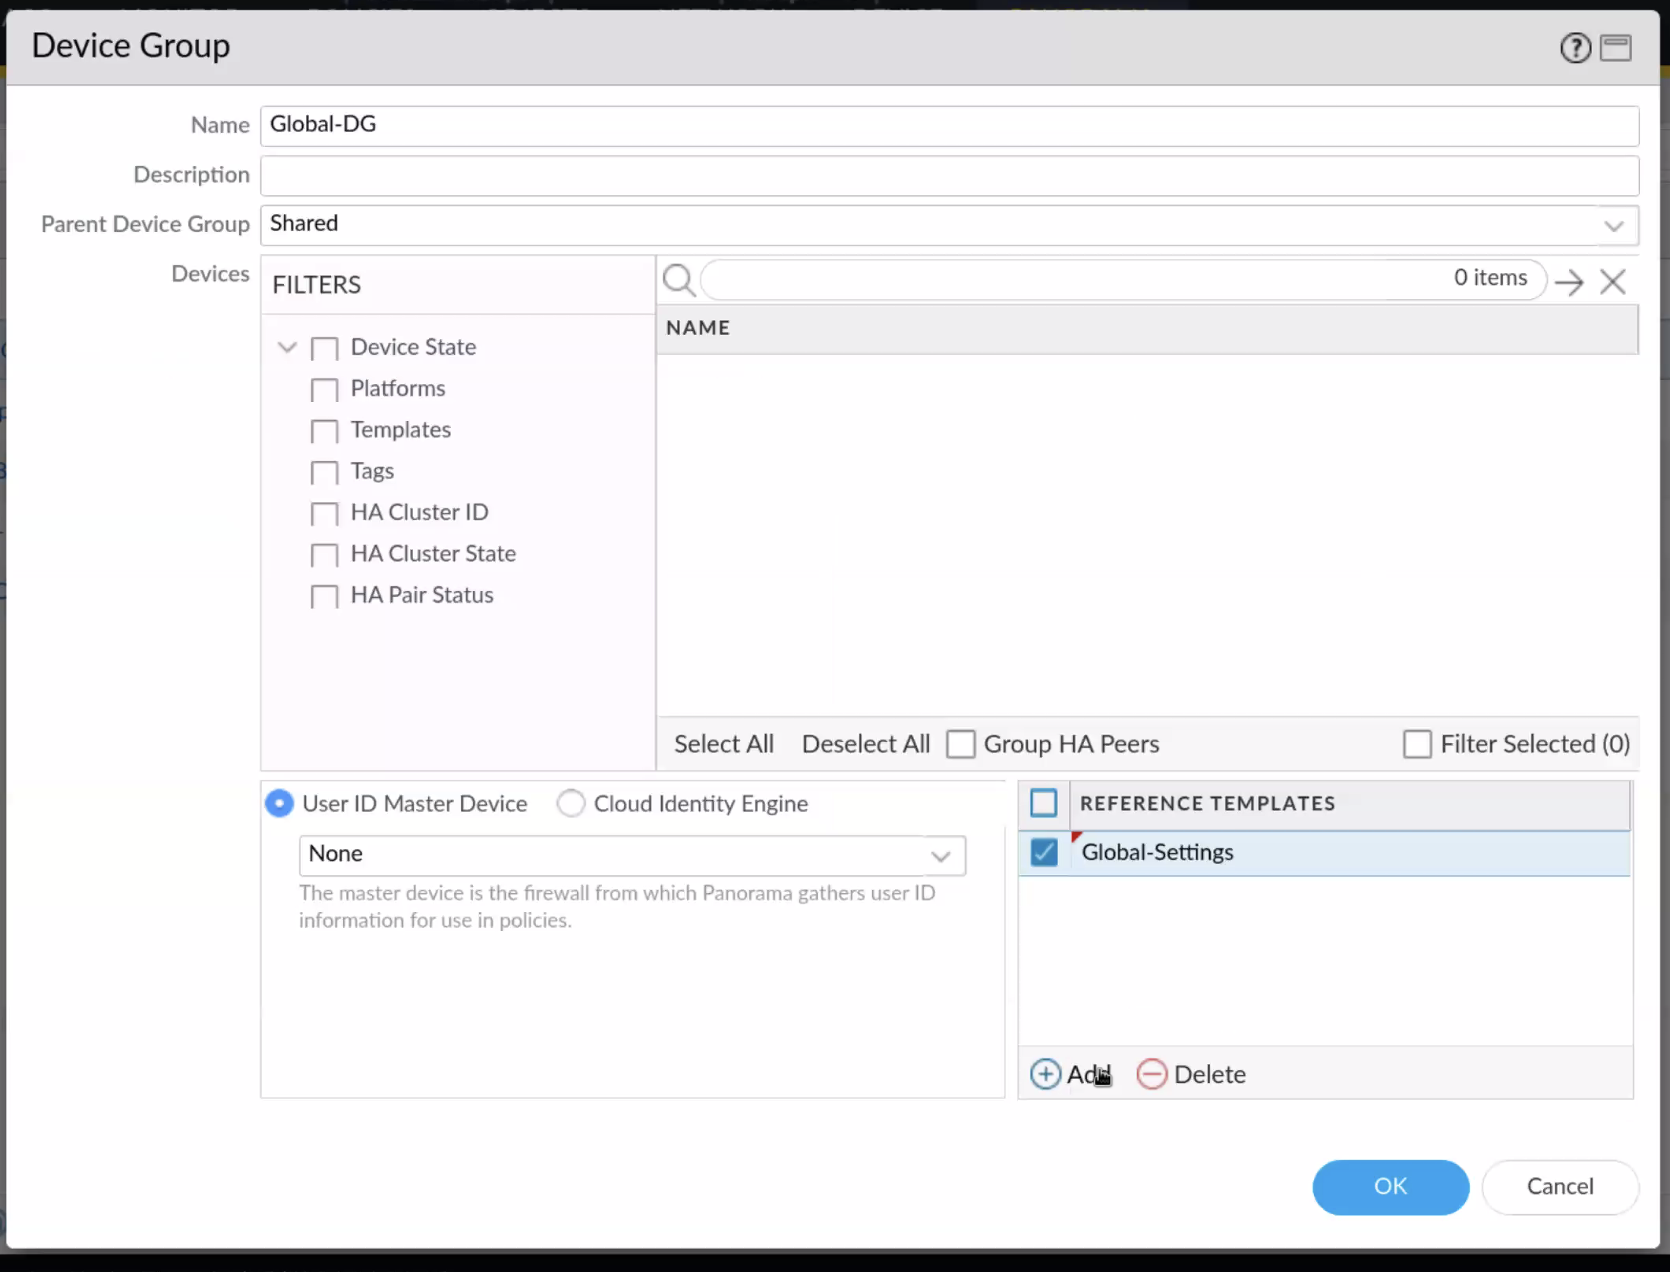 Device Group
Name Global-DG
Description
Parent Device Group Shared
Devices
FILTERS
0 items
NAME
Device State
Platforms
Templates
Tags
HA Cluster ID
HA Cluster State
HA Pair Status
Select All Deselect All Group HA Peers Filter Selected (0)
User ID Master Device Cloud Identity Engine
None
The master device is the firewall from which Panorama gathers user ID
information for use in policies.
REFERENCE TEMPLATES
Global-Settings
Add Delete
OK Cancel